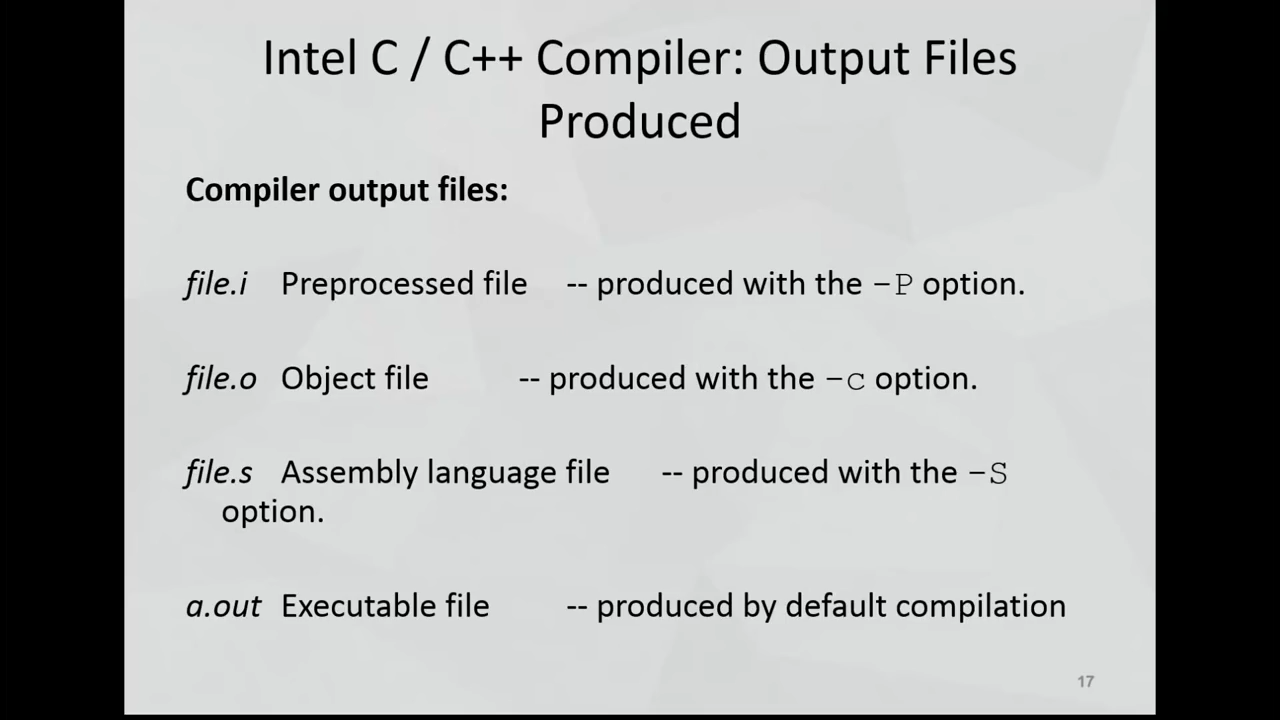 Intel C / C++ Compiler: Output Files
Produced
Compiler output files:
file.i Preprocessed file -- produced with the -P option.
file.o Object file -- produced with the -c option.
file.s Assembly language file -- produced with the -S
option.
a.out Executable file -- produced by default compilation
17